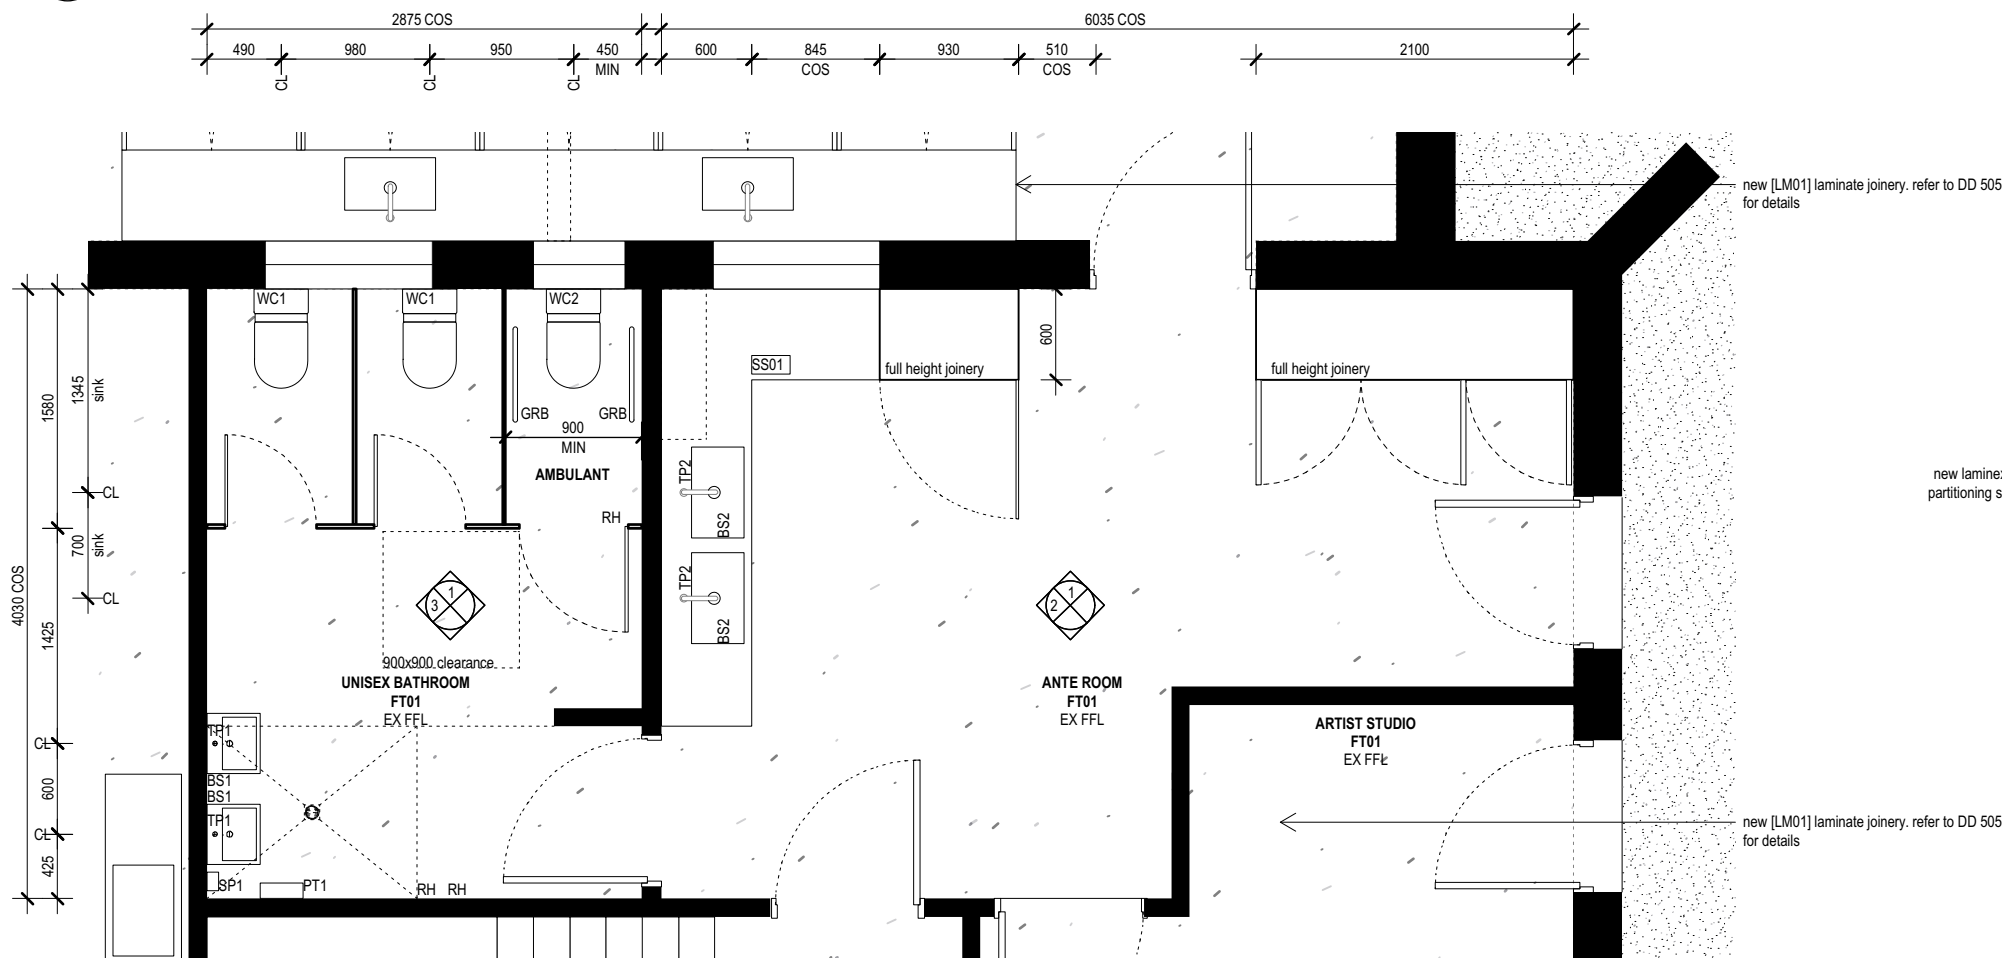 2875 COS
6035 COS
490
980
950
450
600
845
930
510
2100
CL
CL
CL
MIN
COS
COS
new [LM01] laminate joinery. refer to DD 505
for details
WC1
WC1
WC2
600
SS01
full height joinery
full height joinery
1580
1345
sink
GRB
GRB
900
MIN
AMBULANT
TP2
BS2
CL
RH
partitioning s
700
sink
4030 COS
1425
CL
TP2
BS2
3
1
2
1
900x900 clearance
UNISEX BATHROOM
FT01
EX FFL
ANTE ROOM
FT01
EX FFL
ARTIST STUDIO
FT01
EX FFL
CL
TP1
BS1
BS1
600
CL
TP1
425
SP1
PT1
RH
RH
new [LM01] laminate joinery. refer to DD 505
for details